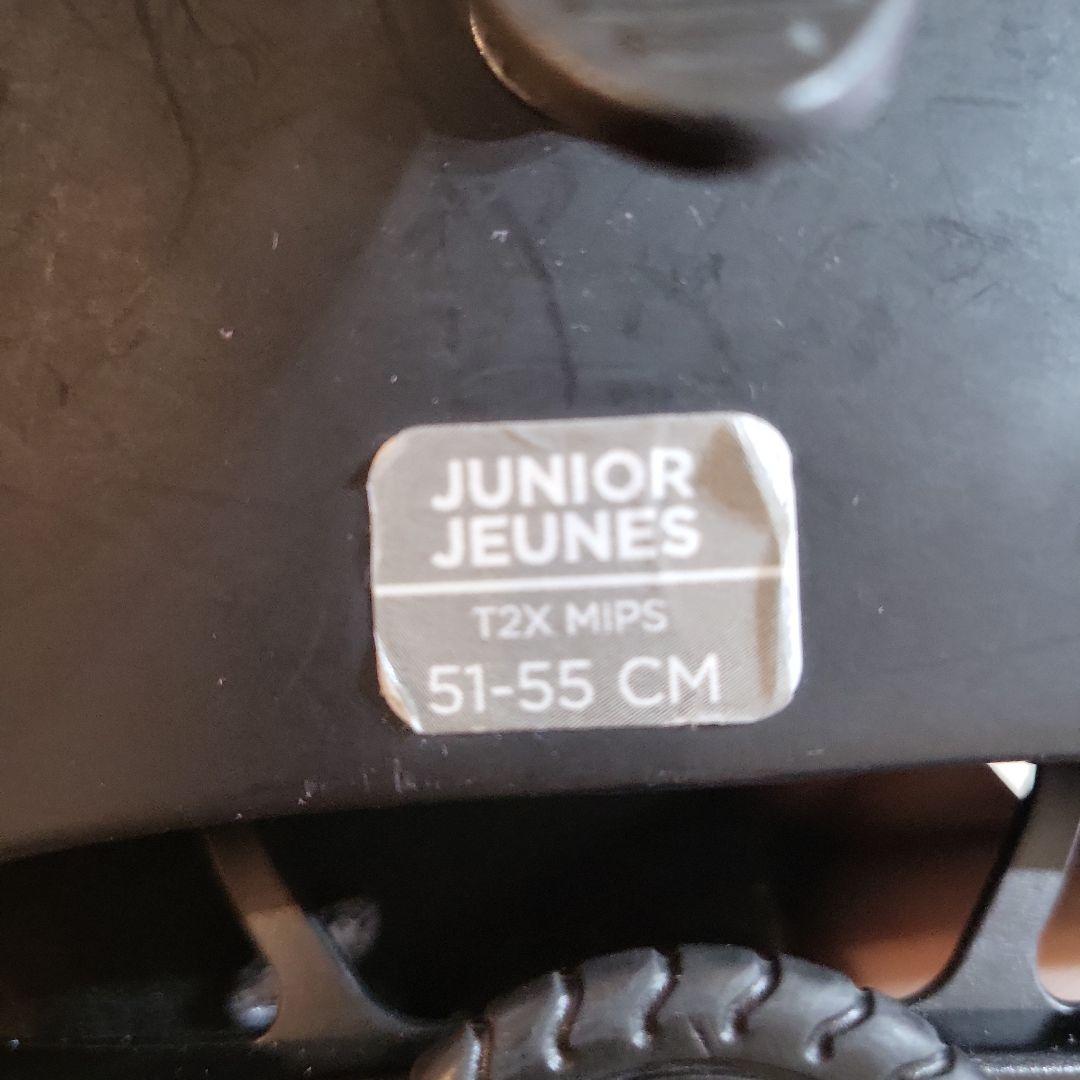 JUNIOR
JEUNES
T2X MIPS
51-55 CM